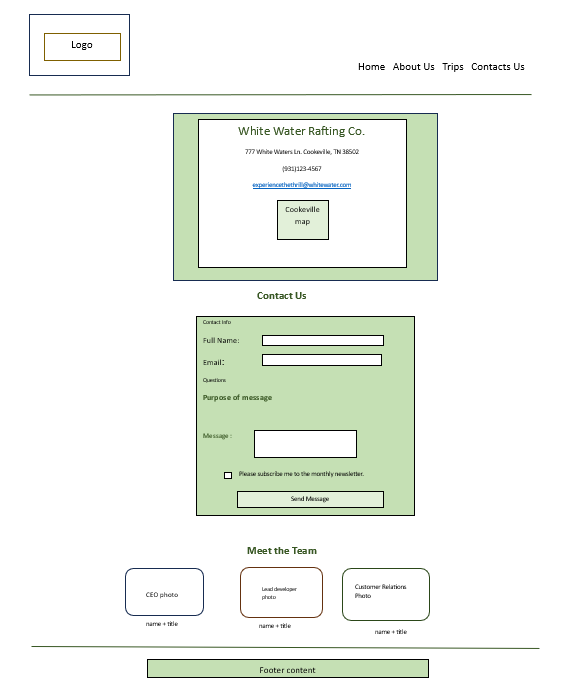 Logo
Home About Us Trips Contacts Us
White Water Rafting Co.
777 White Waters Ln. Cookeville, TN 38502
(931)123-4567
experiencethethrill@whitewater.com
Cookeville
map
Contact Us
Contact Info
Full Name:
Email:
Questions
Purpose of message
Message :
Please subscribe me to the monthly newsletter.
Send Message
Meet the Team
CEO photo
Lead developer
photo
Customer Relations
Photo
name + title
name + title
name + title
Footer content